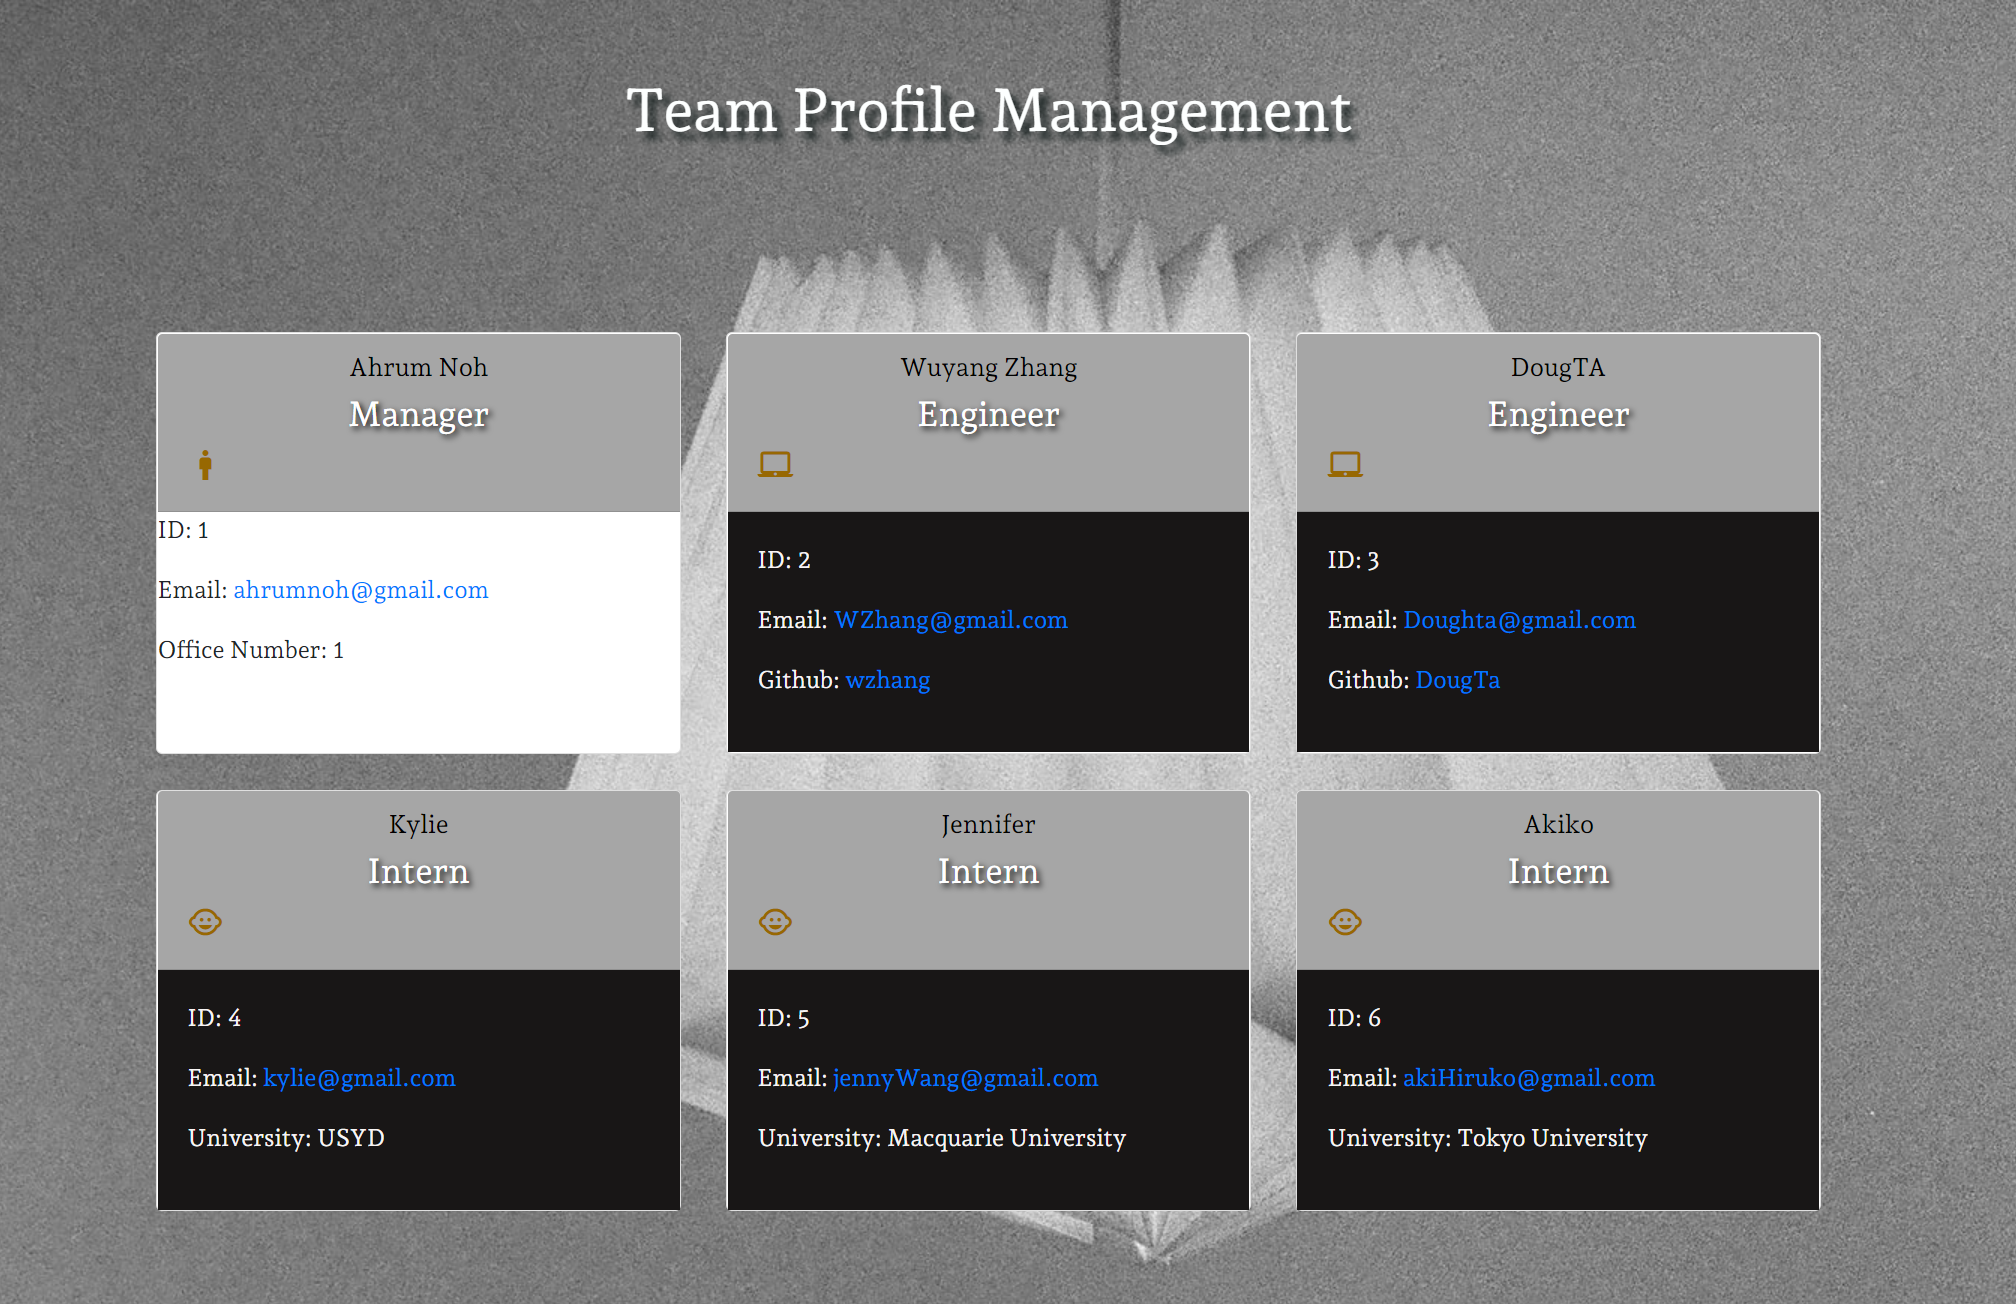 Team Profile Management
Ahrum Noh
Manager
ID: 1
Email: ahrumnoh@gmail.com
Office Number: 1
Wuyang Zhang
Engineer
ID: 2
Email: WZhang@gmail.com
Github: wzhang
DougTA
Engineer
ID: 3
Email: Doughta@gmail.com
Github: DougTa
Kylie
Intern
ID: 4
Email: kylie@gmail.com
University: USYD
Jennifer
Intern
ID: 5
Email: jennyWang@gmail.com
University: Macquarie University
Akiko
Intern
ID: 6
Email: akiHiruko@gmail.com
University: Tokyo University